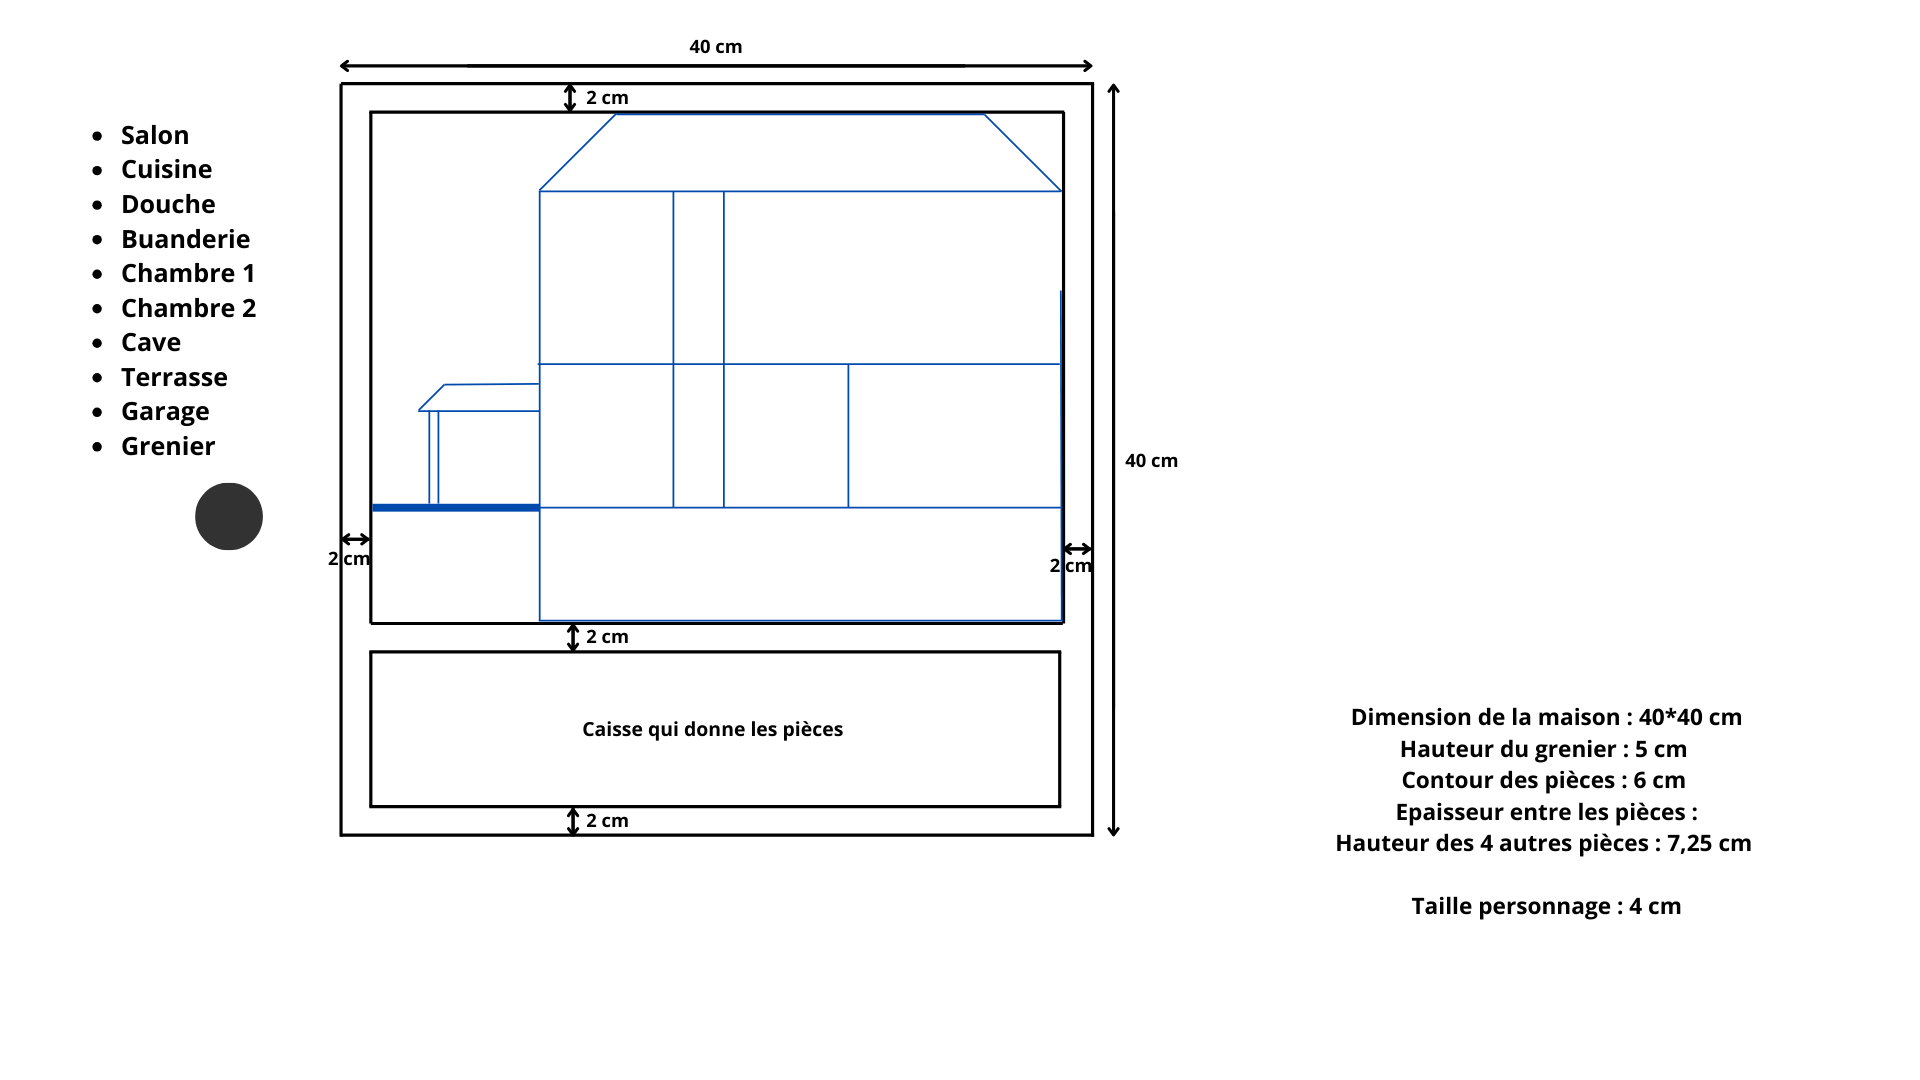 40 cm
2 cm
Salon
Cuisine
Douche
Buanderie
Chambre 1
Chambre 2
Cave
Terrasse
Garage
Grenier
40 cm
2 cm
2 cm
2 cm
Caisse qui donne les pièces
2 cm
Dimension de la maison : 40*40 cm
Hauteur du grenier : 5 cm
Contour des pièces : 6 cm
Epaisseur entre les pièces :
Hauteur des 4 autres pièces : 7,25 cm
Taille personnage : 4 cm